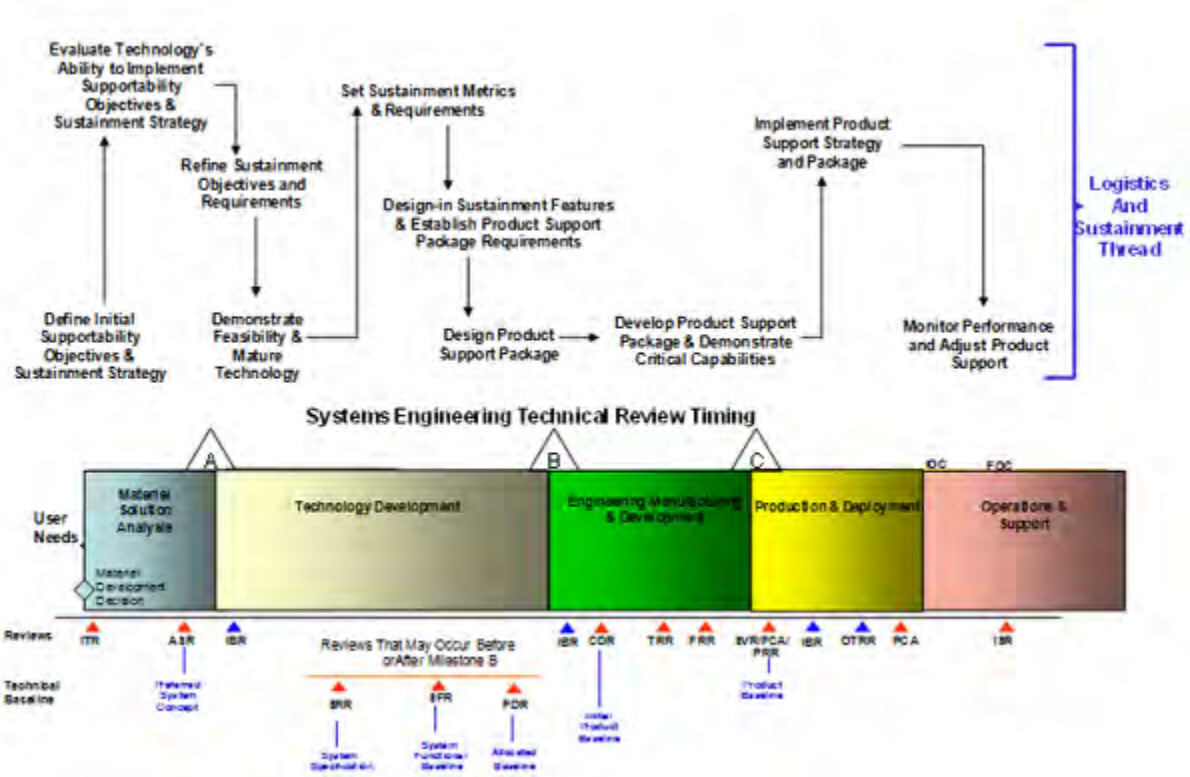 Evaluate Technology's
Ability to Implement
Supportability
Objectives &
Sustainment Strategy
Set Sustainment Metrics
& Requirements
Implement Product
Support Strategy
and Package
Refine Sustainment
Objectives and
Requirements
Design-in Sustainment Features
& Establish Product Support
Package Requirements
Logistics
And
Sustainment
Thread
Define Initial
Supportability
Objectives &
Sustainment Strategy
Demonstrate
Feasibility &
Mature
Technology
Design Product
Support Package
Develop Product Support
Package & Demonstrate
Critical Capabilities
Monitor Performance
and Adjust Product
Support
Systems Engineering Technical Review Timing
A
B
C
IOC
FOC
User
Needs
Materiel
Solution
Analysis
Technology Development
Engineering Manufacturing
& Development
Production & Deployment
Operations &
Support
Materiel
Development
Decision
Reviews
ITR
ASR
IBR
Reviews That May Occur Before
or After Milestone B
IBR
CDR
TRR
PRR
SVR/FCA/
PRR
IBR
OTRR
PCA
ISR
Technical
Baseline
Preferred
System
Concept
SRR
SFR
PDR
System
Specification
System
Functional
Baseline
Allocated
Baseline
Initial
Product
Baseline
Product
Baseline